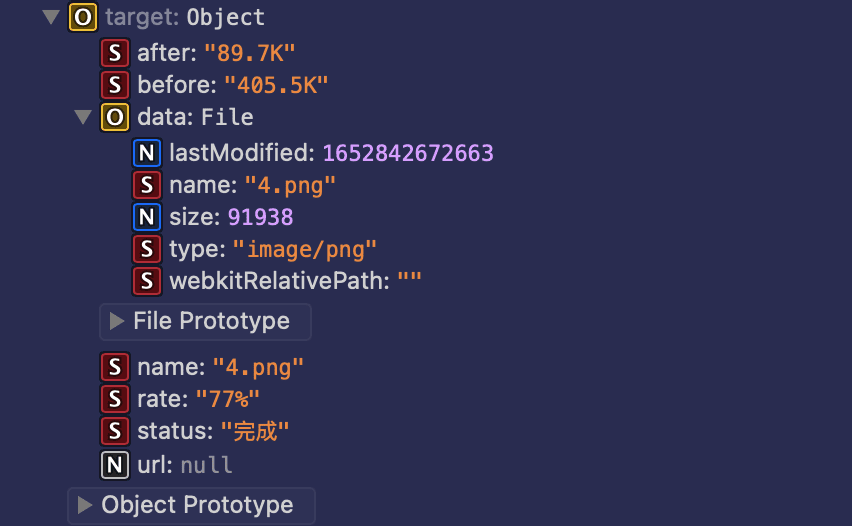 O target: Object
S after: "89.7K"
S before: "405.5K"
O data: File
N lastModified: 1652842672663
S name: "4.png"
N size: 91938
S type: "image/png"
S webkitRelativePath: ""
File Prototype
S name: "4.png"
S rate: "77%"
S status: "完成"
N url: null
Object Prototype